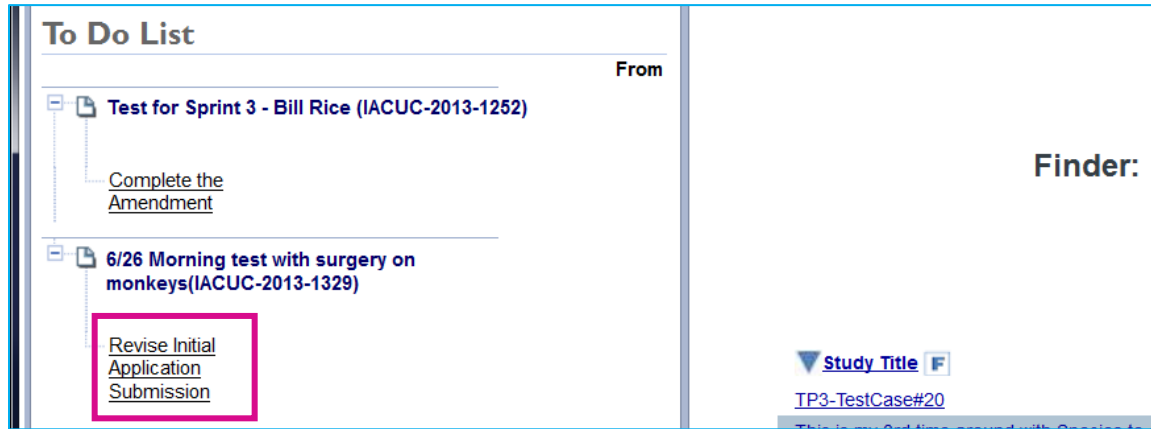 To Do List
From
Test for Sprint 3 - Bill Rice (IACUC-2013-1252)
Complete the
Amendment
6/26 Morning test with surgery on
monkeys(IACUC-2013-1329)
Revise Initial
Application
Submission
Finder:
Study Title F
TP3-TestCase#20